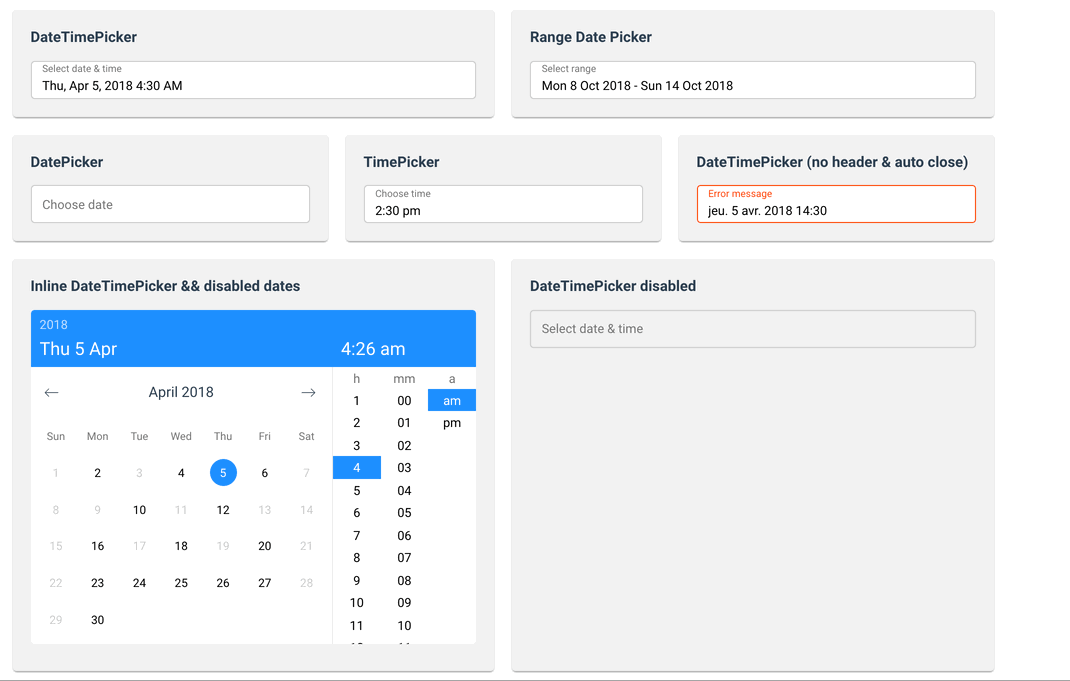 DateTimePicker
Select date & time
Thu, Apr 5, 2018 4:30 AM
Range Date Picker
Select range
Mon 8 Oct 2018 - Sun 14 Oct 2018
DatePicker
Choose date
TimePicker
Choose time
2:30 pm
DateTimePicker (no header & auto close)
Error message
jeu. 5 avr. 2018 14:30
Inline DateTimePicker && disabled dates
2018
Thu 5 Apr 4:26 am
April 2018
Sun Mon Tue Wed Thu Fri Sat
1 2 3 4 5 6 7
8 9 10 11 12 13 14
15 16 17 18 19 20 21
22 23 24 25 26 27 28
29 30
h mm a
1 00 am
2 01 pm
3 02
4 03
5 04
6 05
7 06
8 07
9 08
10 09
11 10
DateTimePicker disabled
Select date & time